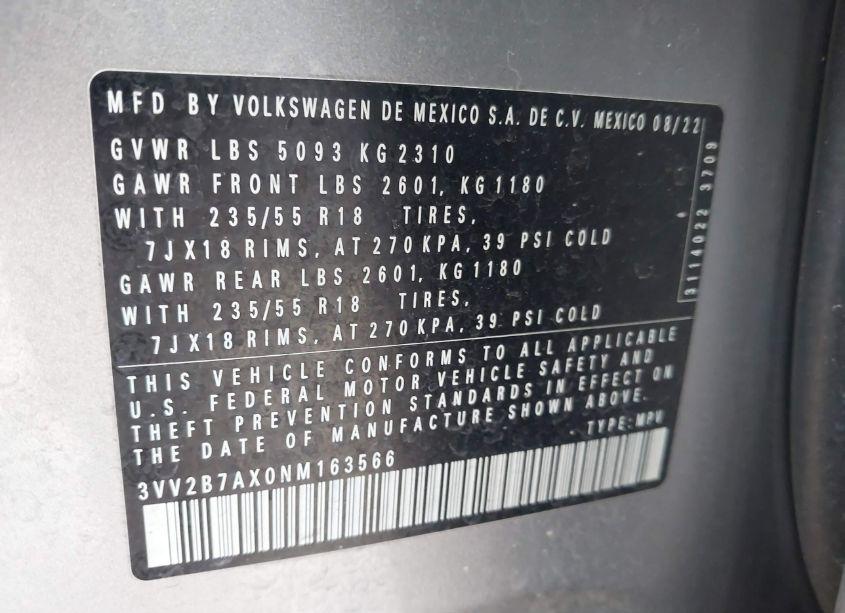 MFD BY VOLKSWAGEN DE MEXICO S.A. DE C.V. MEXICO 08/22
GVWR LBS 5093 KG 2310
GAWR FRONT LBS 2601, KG 1180
WITH 235/55 R18 TIRES,
7JX18 RIMS, AT 270 KPA, 39 PSI COLD
GAWR REAR LBS 2601, KG 1180
WITH 235/55 R18 TIRES,
7JX18 RIMS, AT 270 KPA, 39 PSI COLD
3114022 3709
THIS VEHICLE CONFORMS TO ALL APPLICABLE
U.S. FEDERAL MOTOR VEHICLE SAFETY AND
THEFT PREVENTION STANDARDS IN EFFECT ON
THE DATE OF MANUFACTURE SHOWN ABOVE.
TYPE:MPV
3VV2B7AX0NM163566